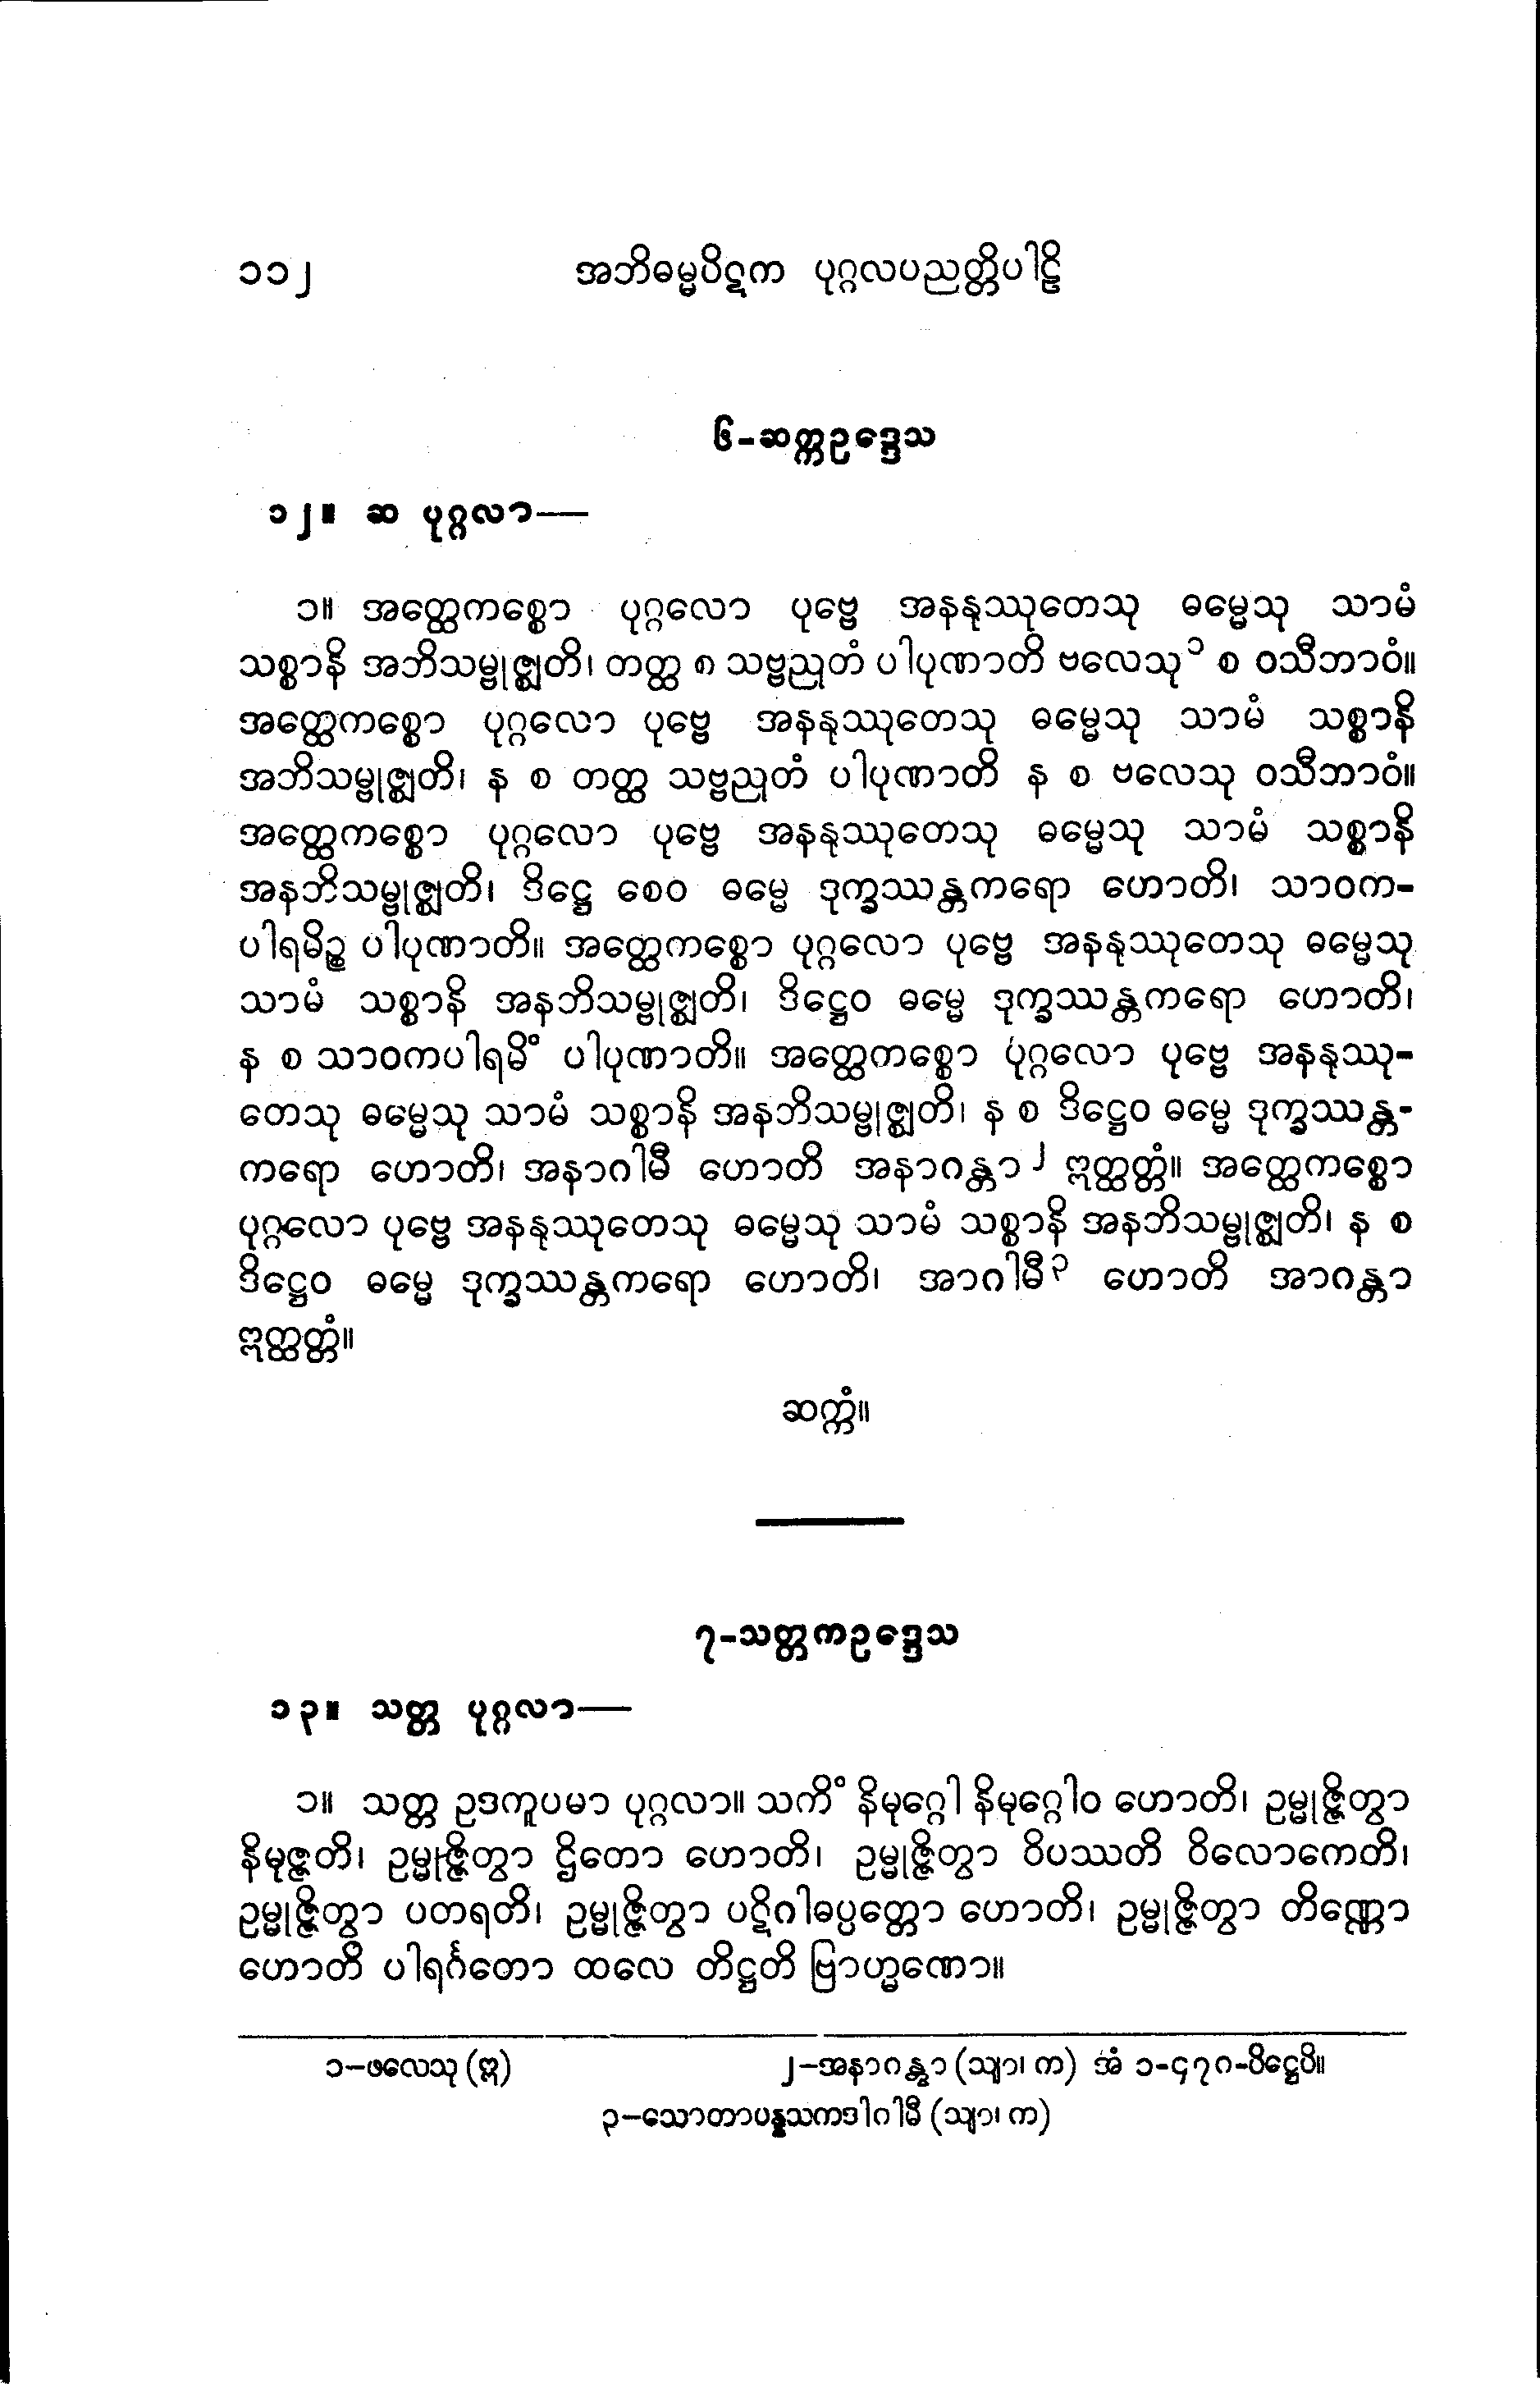 ၁၁၂ အဘိဓမ္မပိဋက ပုဂ္ဂလပညတ္တိပါဠိ
၆-ဆက္ကဥဒ္ဒေသ
၁၂။ ဆ ပုဂ္ဂလာ—
၁။ အတ္ထေကစ္စော ပုဂ္ဂလော ပုဗ္ဗေ အနနုဿုတေသု ဓမ္မေသု သာမံ
သစ္စာနိ အဘိသမ္ဗုဇ္ဈတိ၊ တတ္ထ ၈ သဗ္ဗညုတံ ပါပုဏာတိ ဗလေသု၁ စ ဝသီဘာဝံ။
အတ္ထေကစ္စော ပုဂ္ဂလော ပုဗ္ဗေ အနနုဿုတေသု ဓမ္မေသု သာမံ သစ္စာနိ
အဘိသမ္ဗုဇ္ဈတိ၊ န စ တတ္ထ သဗ္ဗညုတံ ပါပုဏာတိ န စ ဗလေသု ဝသီဘာဝံ။
အတ္ထေကစ္စော ပုဂ္ဂလော ပုဗ္ဗေ အနနုဿုတေသု ဓမ္မေသု သာမံ သစ္စာနိ
အနဘိသမ္ဗုဇ္ဈတိ၊ ဒိဋ္ဌေ စေဝ ဓမ္မေ ဒုက္ခဿန္တကရော ဟောတိ၊ သာဝက-
ပါရမိဉ္စ ပါပုဏာတိ။ အတ္ထေကစ္စော ပုဂ္ဂလော ပုဗ္ဗေ အနနုဿုတေသု ဓမ္မေသု
သာမံ သစ္စာနိ အနဘိသမ္ဗုဇ္ဈတိ၊ ဒိဋ္ဌေဝ ဓမ္မေ ဒုက္ခဿန္တကရော ဟောတိ၊
န စ သာဝကပါရမိံ ပါပုဏာတိ။ အတ္ထေကစ္စော ပုဂ္ဂလော ပုဗ္ဗေ အနနုဿု-
တေသု ဓမ္မေသု သာမံ သစ္စာနိ အနဘိသမ္ဗုဇ္ဈတိ၊ န စ ဒိဋ္ဌေဝ ဓမ္မေ ဒုက္ခဿန္တ-
ကရော ဟောတိ၊ အနာဂါမီ ဟောတိ အနာဂန္တာ၂ ဣတ္ထတ္တံ။ အတ္ထေကစ္စော
ပုဂ္ဂလော ပုဗ္ဗေ အနနုဿုတေသု ဓမ္မေသု သာမံ သစ္စာနိ အနဘိသမ္ဗုဇ္ဈတိ၊ န စ
ဒိဋ္ဌေဝ ဓမ္မေ ဒုက္ခဿန္တကရော ဟောတိ၊ အာဂါမီ၃ ဟောတိ အာဂန္တာ
ဣတ္ထတ္တံ။
ဆက္ကံ။
၇-သတ္တကဥဒ္ဒေသ
၁၃။ သတ္တ ပုဂ္ဂလာ—
၁။ သတ္တ ဥဒကူပမာ ပုဂ္ဂလာ။ သကိံ နိမုဂ္ဂေါ နိမုဂ္ဂေါဝ ဟောတိ၊ ဥမ္မုဇ္ဇိတွာ
နိမုဇ္ဇတိ၊ ဥမ္မုဇ္ဇိတွာ ဌိတော ဟောတိ၊ ဥမ္မုဇ္ဇိတွာ ဝိပဿတိ ဝိလောကေတိ၊
ဥမ္မုဇ္ဇိတွာ ပတရတိ၊ ဥမ္မုဇ္ဇိတွာ ပဋိဂါဓပ္ပတ္တော ဟောတိ၊ ဥမ္မုဇ္ဇိတွာ တိဏ္ဏော
ဟောတိ ပါရင်္ဂတော ထလေ တိဋ္ဌတိ ဗြာဟ္မဏော။
၁-ဖလေသု (ဣ) ၂-အနာဂန္တွာ (သျာ၊ က) အံ ၁-၄၇၈-ပိဋ္ဌေပိ။
၃-သောတာပန္နသကဒါဂါမီ (သျာ၊ က)